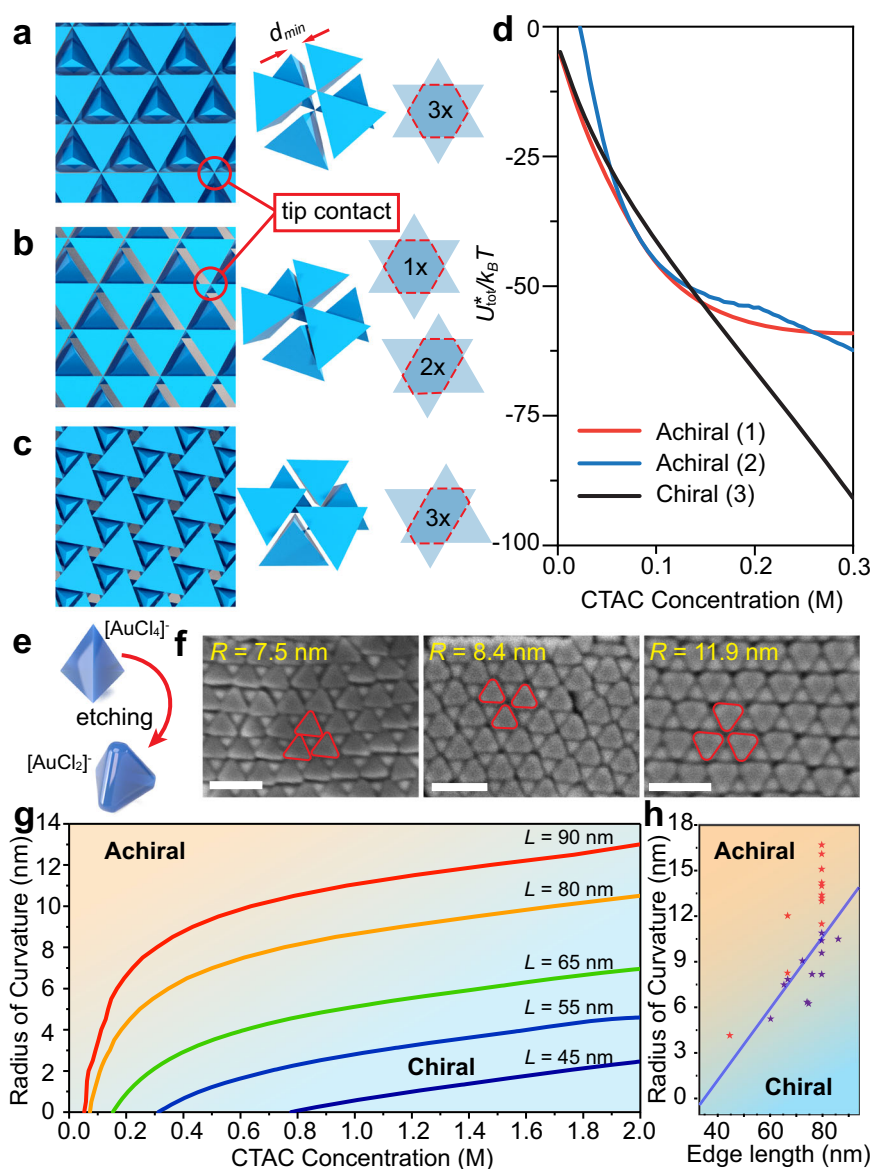 a
d_min
3x
tip contact
b
1x
2x
c
3x
d
0
-25
-50
-75
-100
U*_tot/k_BT
Achiral (1)
Achiral (2)
Chiral (3)
0.0
0.1
0.2
0.3
CTAC Concentration (M)
e
[AuCl₄]⁻
etching
[AuCl₂]⁻
f
R = 7.5 nm
R = 8.4 nm
R = 11.9 nm
g
14
12
10
8
6
4
2
0
Radius of Curvature (nm)
Achiral
L = 90 nm
L = 80 nm
L = 65 nm
L = 55 nm
Chiral
L = 45 nm
0.0
0.2
0.4
0.6
0.8
1.0
1.2
1.4
1.6
1.8
2.0
CTAC Concentration (M)
h
18
15
12
9
6
3
0
Radius of Curvature (nm)
Achiral
Chiral
40
60
80
Edge length (nm)